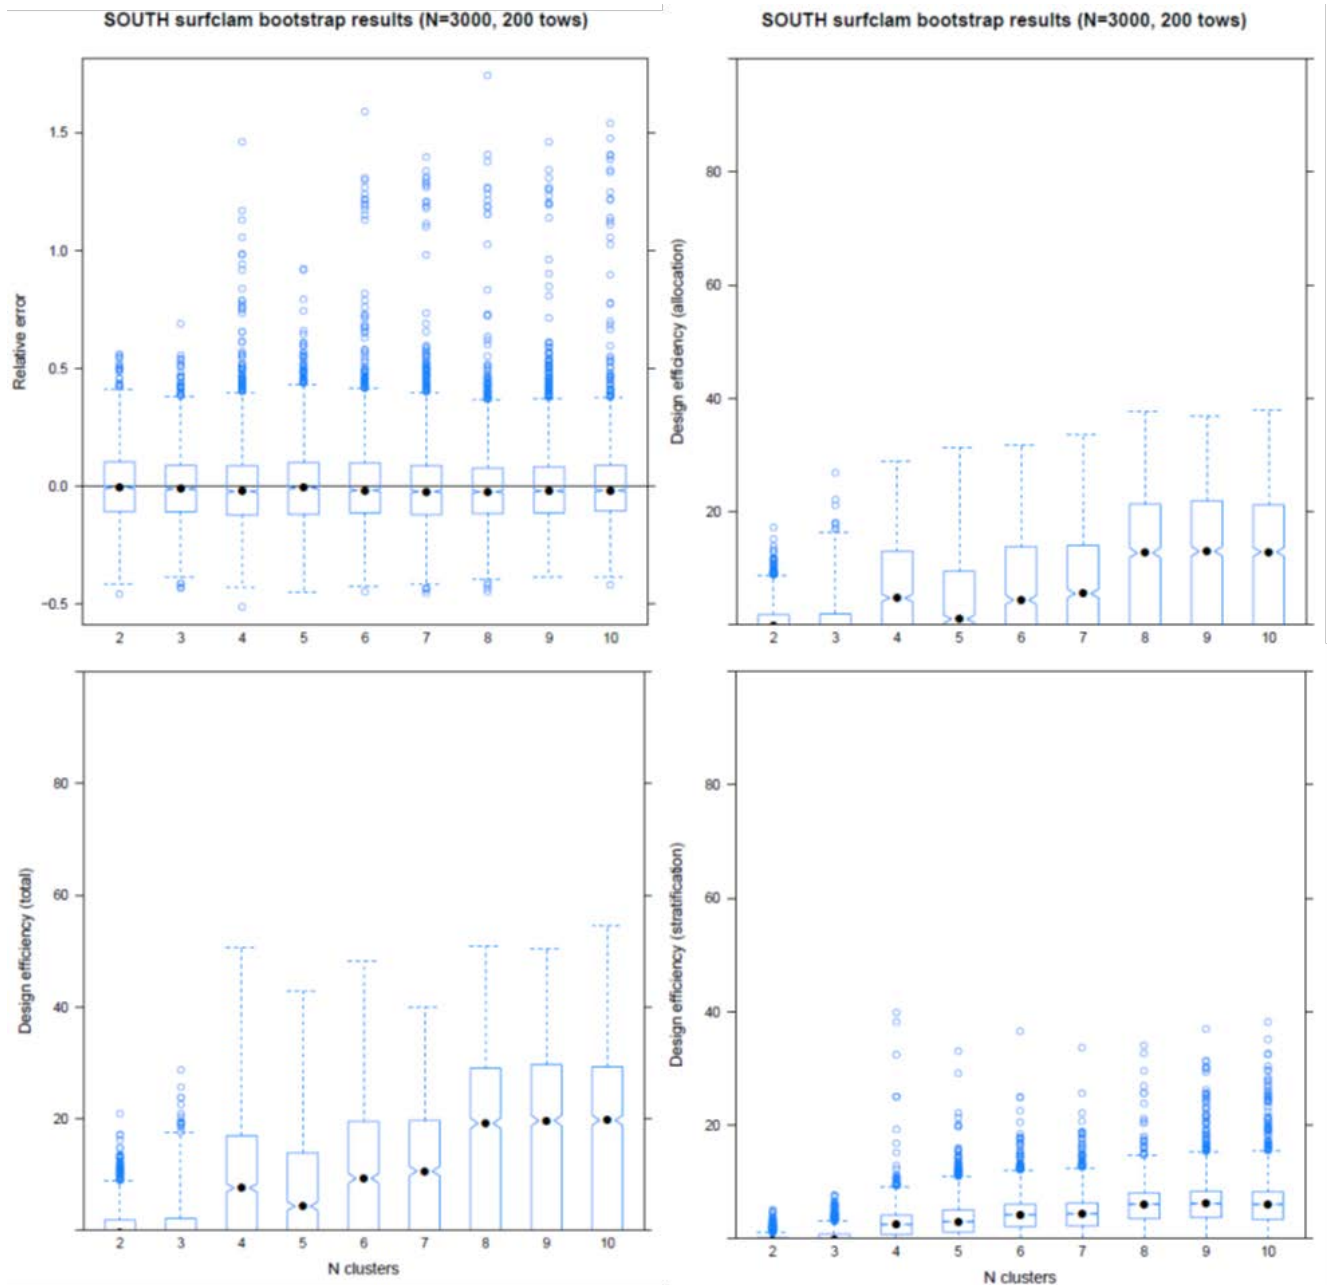 SOUTH surfclam bootstrap results (N=3000, 200 tows)
Relative error
1.5
1.0
0.5
0.0
−0.5
2 3 4 5 6 7 8 9 10
SOUTH surfclam bootstrap results (N=3000, 200 tows)
Design efficiency (allocation)
80
60
40
20
2 3 4 5 6 7 8 9 10
Design efficiency (total)
80
60
40
20
2 3 4 5 6 7 8 9 10
N clusters
Design efficiency (stratification)
80
60
40
20
2 3 4 5 6 7 8 9 10
N clusters